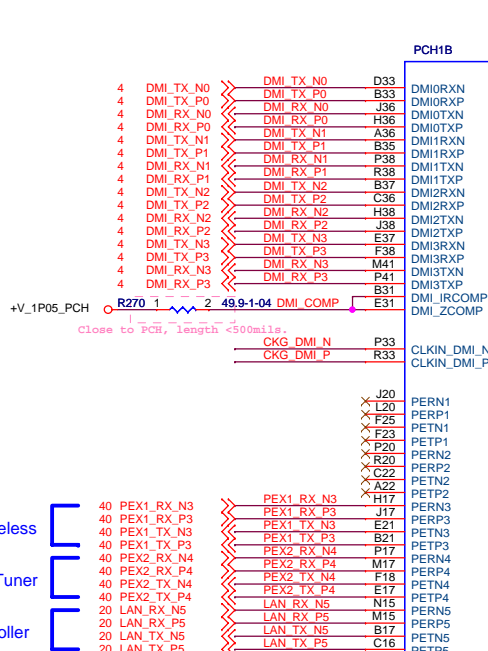 PCH1B
4 DMI_TX_N0 DMI_TX_N0 D33 DMI0RXN
4 DMI_TX_P0 DMI_TX_P0 B33 DMI0RXP
4 DMI_RX_N0 DMI_RX_N0 J36 DMI0TXN
4 DMI_RX_P0 DMI_RX_P0 H36 DMI0TXP
4 DMI_TX_N1 DMI_TX_N1 A36 DMI1RXN
4 DMI_TX_P1 DMI_TX_P1 B35 DMI1RXP
4 DMI_RX_N1 DMI_RX_N1 P38 DMI1TXN
4 DMI_RX_P1 DMI_RX_P1 R38 DMI1TXP
4 DMI_TX_N2 DMI_TX_N2 B37 DMI2RXN
4 DMI_TX_P2 DMI_TX_P2 C36 DMI2RXP
4 DMI_RX_N2 DMI_RX_N2 H38 DMI2TXN
4 DMI_RX_P2 DMI_RX_P2 J38 DMI2TXP
4 DMI_TX_N3 DMI_TX_N3 E37 DMI3RXN
4 DMI_TX_P3 DMI_TX_P3 F38 DMI3RXP
4 DMI_RX_N3 DMI_RX_N3 M41 DMI3TXN
4 DMI_RX_P3 DMI_RX_P3 P41 DMI3TXP
B31 DMI_IRCOMP
+V_1P05_PCH R270 1 2 49.9-1-04 DMI_COMP E31 DMI_ZCOMP
Close to PCH, length <500mils.
CKG_DMI_N P33 CLKIN_DMI_N
CKG_DMI_P R33 CLKIN_DMI_P
J20 PERN1
L20 PERP1
F25 PETN1
F23 PETP1
P20 PERN2
R20 PERP2
C22 PETN2
A22 PETP2
40 PEX1_RX_N3 PEX1_RX_N3 H17 PERN3
40 PEX1_RX_P3 PEX1_RX_P3 J17 PERP3
eless 40 PEX1_TX_N3 PEX1_TX_N3 E21 PETN3
40 PEX1_TX_P3 PEX1_TX_P3 B21 PETP3
40 PEX2_RX_N4 PEX2_RX_N4 P17 PERN4
40 PEX2_RX_P4 PEX2_RX_P4 M17 PERP4
Tuner 40 PEX2_TX_N4 PEX2_TX_N4 F18 PETN4
40 PEX2_TX_P4 PEX2_TX_P4 E17 PETP4
20 LAN_RX_N5 LAN_RX_N5 N15 PERN5
20 LAN_RX_P5 LAN_RX_P5 M15 PERP5
oller 20 LAN_TX_N5 LAN_TX_N5 B17 PETN5
20 LAN_TX_P5 LAN_TX_P5 C16 PETP5